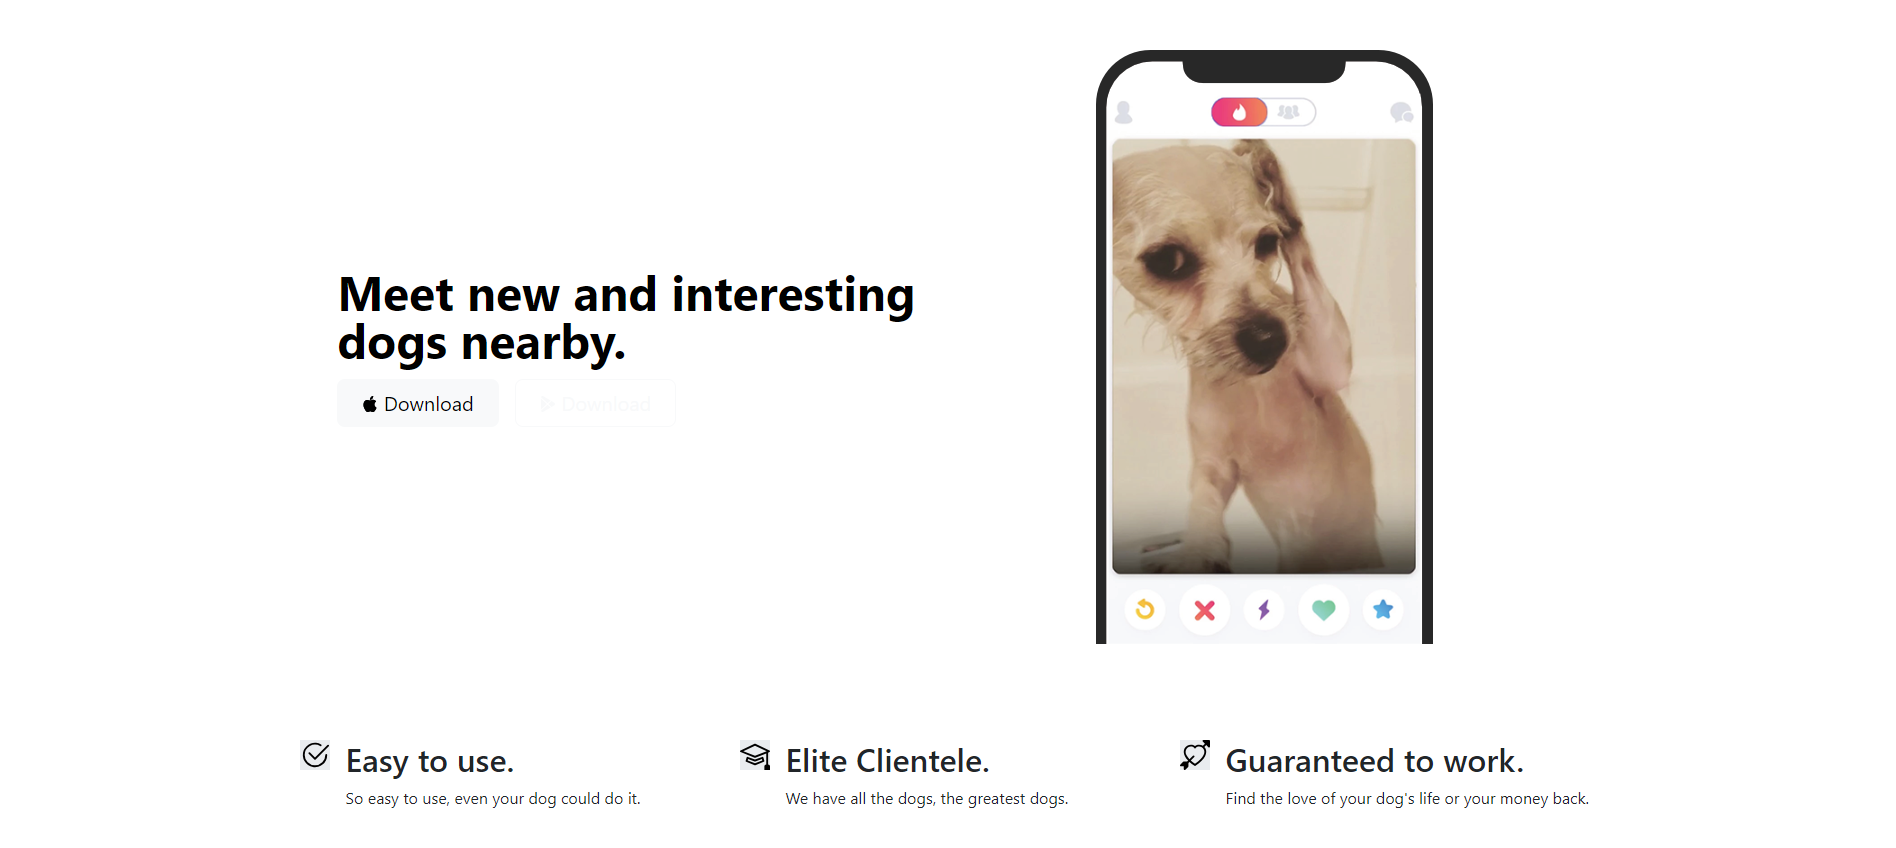 Meet new and interesting
dogs nearby.
Download
Download
Easy to use.
So easy to use, even your dog could do it.
Elite Clientele.
We have all the dogs, the greatest dogs.
Guaranteed to work.
Find the love of your dog's life or your money back.